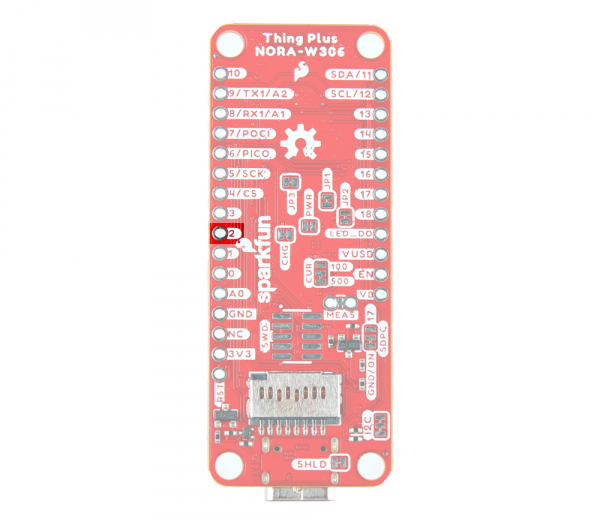 Thing Plus
NORA-W306
10
9/TX1/A2
8/RX1/A1
7/POCI
6/PICO
5/SCK
4/CS
3
2
1
0
A0
GND
NC
3V3
RST
SDA/11
SCL/12
13
14
15
16
17
18
LED_DO
VUSB
EN
VB
JP1
JP2
JP3
PWR
CHG
sparkfun
CUR
100
500
MEAS
SWD
17
SDPC
GND/ON
I2C
SHLD